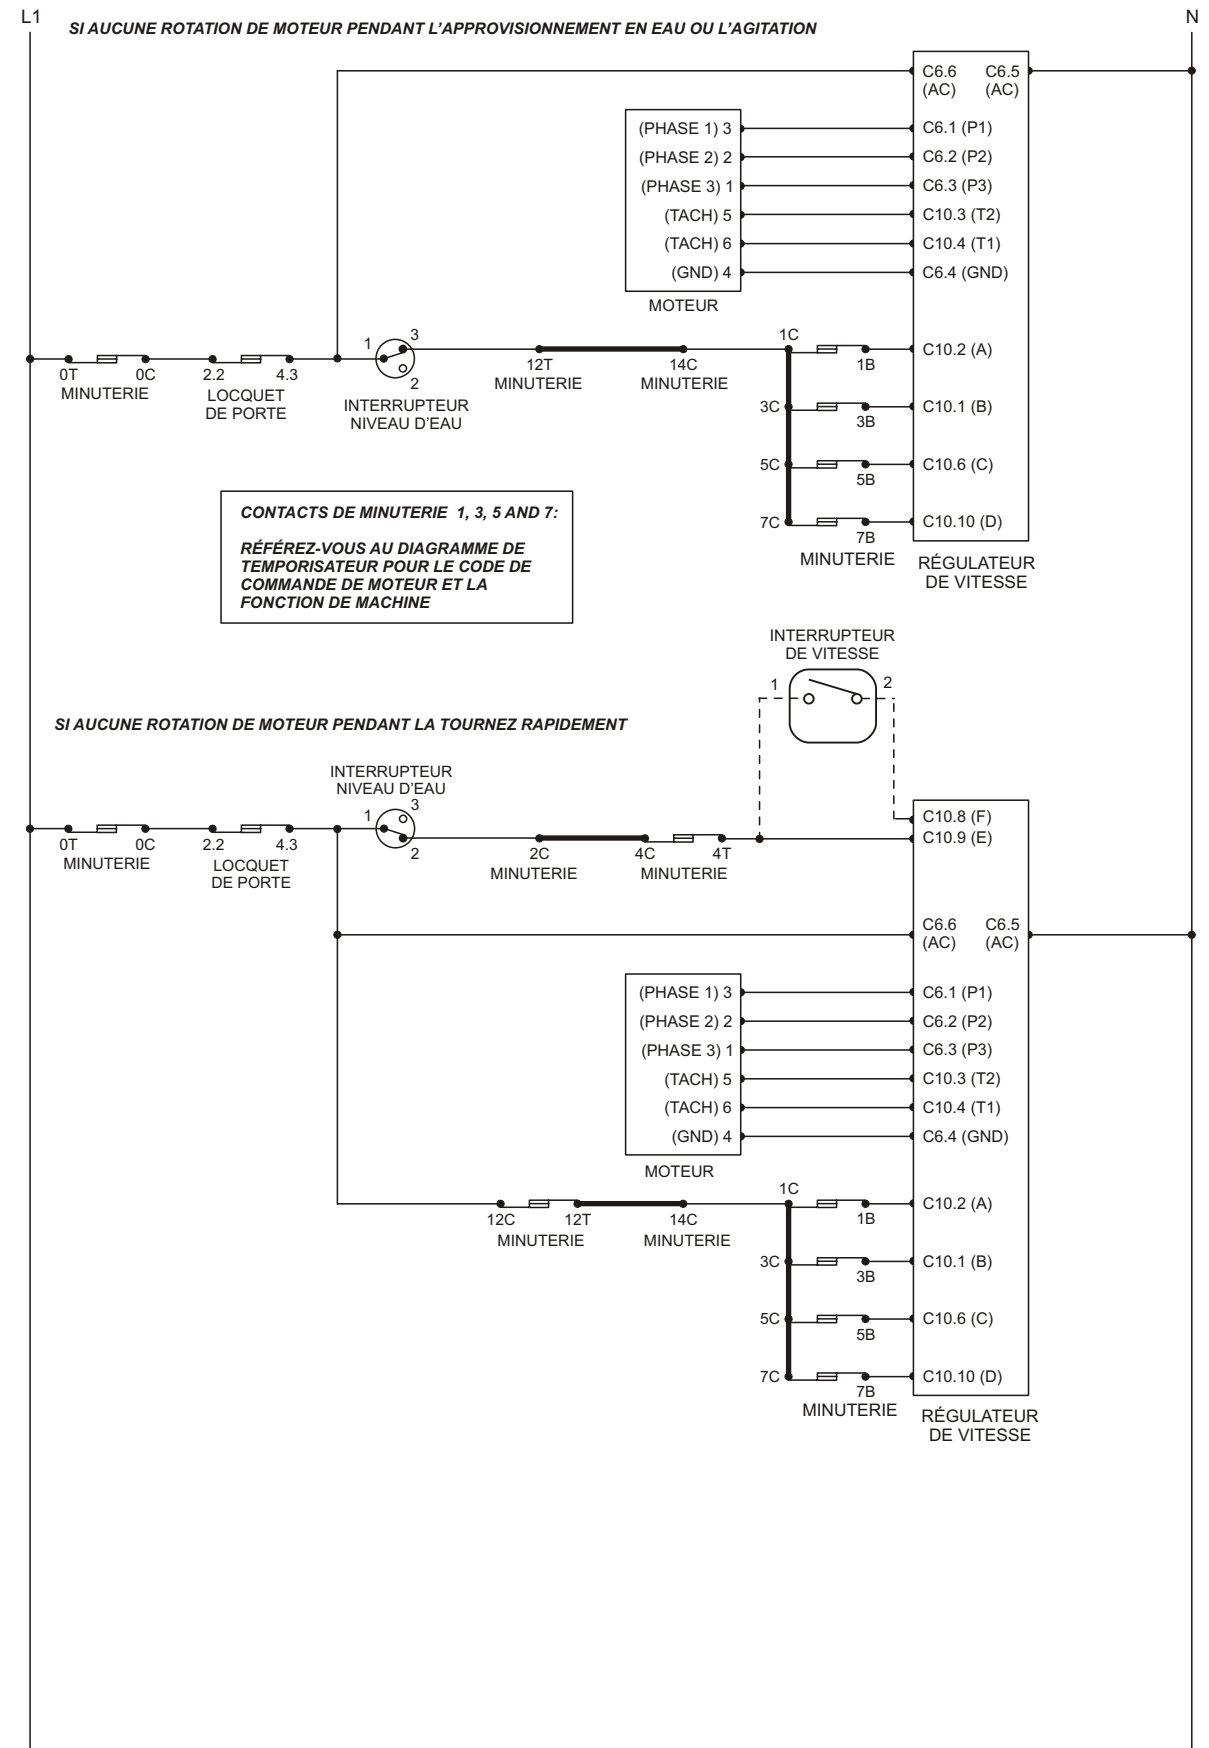 L1
N
SI AUCUNE ROTATION DE MOTEUR PENDANT L'APPROVISIONNEMENT EN EAU OU L'AGITATION
C6.6 C6.5
(AC) (AC)
(PHASE 1) 3 C6.1 (P1)
(PHASE 2) 2 C6.2 (P2)
(PHASE 3) 1 C6.3 (P3)
(TACH) 5 C10.3 (T2)
(TACH) 6 C10.4 (T1)
(GND) 4 C6.4 (GND)
MOTEUR
0T 0C
MINUTERIE
2.2 4.3
LOCQUET
DE PORTE
1 3
2
INTERRUPTEUR
NIVEAU D'EAU
12T
MINUTERIE
14C
MINUTERIE
1C 1B C10.2 (A)
3C 3B C10.1 (B)
5C 5B C10.6 (C)
7C 7B C10.10 (D)
MINUTERIE
RÉGULATEUR
DE VITESSE
CONTACTS DE MINUTERIE 1, 3, 5 AND 7:
RÉFÉREZ-VOUS AU DIAGRAMME DE
TEMPORISATEUR POUR LE CODE DE
COMMANDE DE MOTEUR ET LA
FONCTION DE MACHINE
INTERRUPTEUR
DE VITESSE
1 2
SI AUCUNE ROTATION DE MOTEUR PENDANT LA TOURNEZ RAPIDEMENT
INTERRUPTEUR
NIVEAU D'EAU
1 3
2
0T 0C
MINUTERIE
2.2 4.3
LOCQUET
DE PORTE
2C
MINUTERIE
4C 4T
MINUTERIE
C10.8 (F)
C10.9 (E)
C6.6 C6.5
(AC) (AC)
(PHASE 1) 3 C6.1 (P1)
(PHASE 2) 2 C6.2 (P2)
(PHASE 3) 1 C6.3 (P3)
(TACH) 5 C10.3 (T2)
(TACH) 6 C10.4 (T1)
(GND) 4 C6.4 (GND)
MOTEUR
12C 12T
MINUTERIE
14C
MINUTERIE
1C 1B C10.2 (A)
3C 3B C10.1 (B)
5C 5B C10.6 (C)
7C 7B C10.10 (D)
MINUTERIE
RÉGULATEUR
DE VITESSE